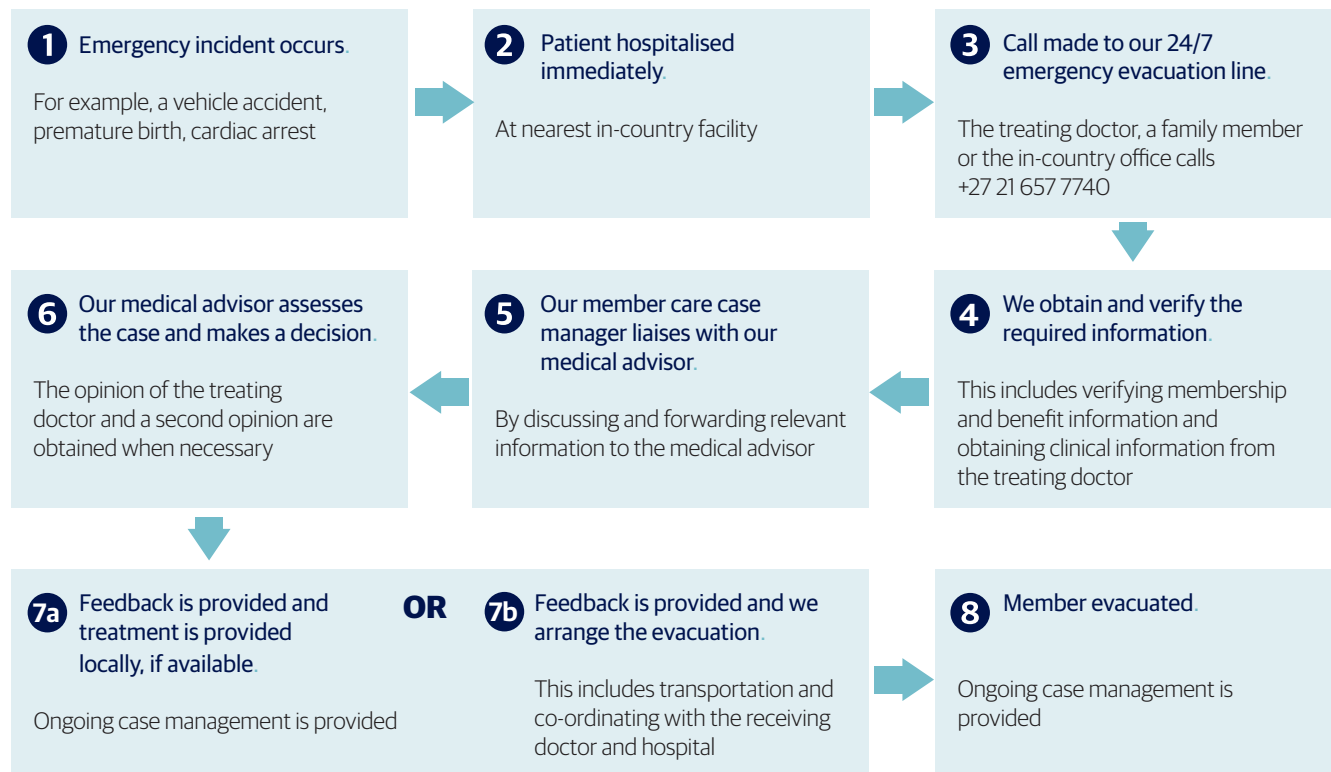 1 Emergency incident occurs.
For example, a vehicle accident,
premature birth, cardiac arrest
2 Patient hospitalised
immediately.
At nearest in-country facility
3 Call made to our 24/7
emergency evacuation line.
The treating doctor, a family member
or the in-country office calls
+27 21 657 7740
4 We obtain and verify the
required information.
This includes verifying membership
and benefit information and
obtaining clinical information from
the treating doctor
5 Our member care case
manager liaises with our
medical advisor.
By discussing and forwarding relevant
information to the medical advisor
6 Our medical advisor assesses
the case and makes a decision.
The opinion of the treating
doctor and a second opinion are
obtained when necessary
7a Feedback is provided and
treatment is provided
locally, if available.
Ongoing case management is provided
OR
7b Feedback is provided and we
arrange the evacuation.
This includes transportation and
co-ordinating with the receiving
doctor and hospital
8 Member evacuated.
Ongoing case management is
provided